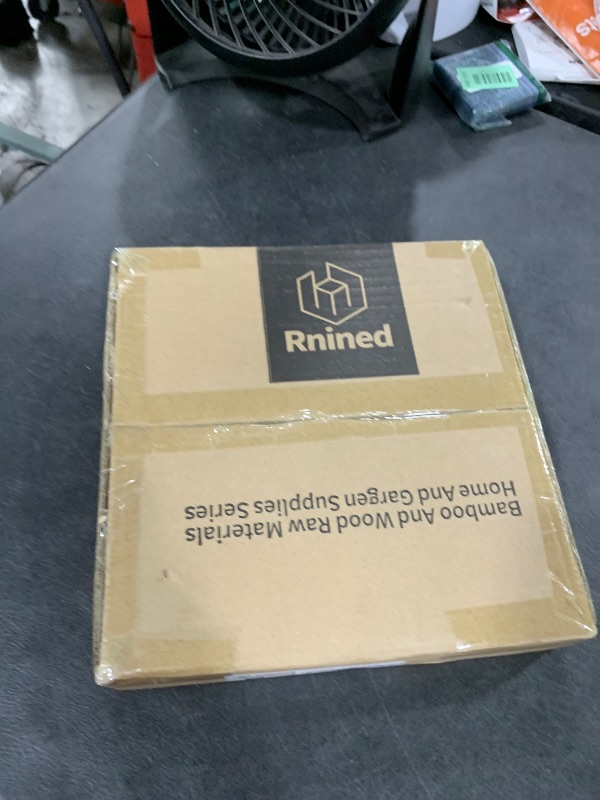 Rnined
Bamboo And Wood Raw Materials
Home And Gargen Supplies Series